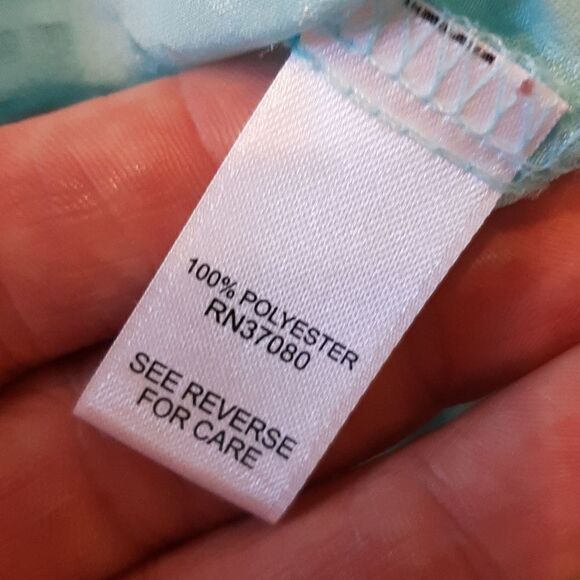 100% POLYESTER
RN37080
SEE REVERSE
FOR CARE